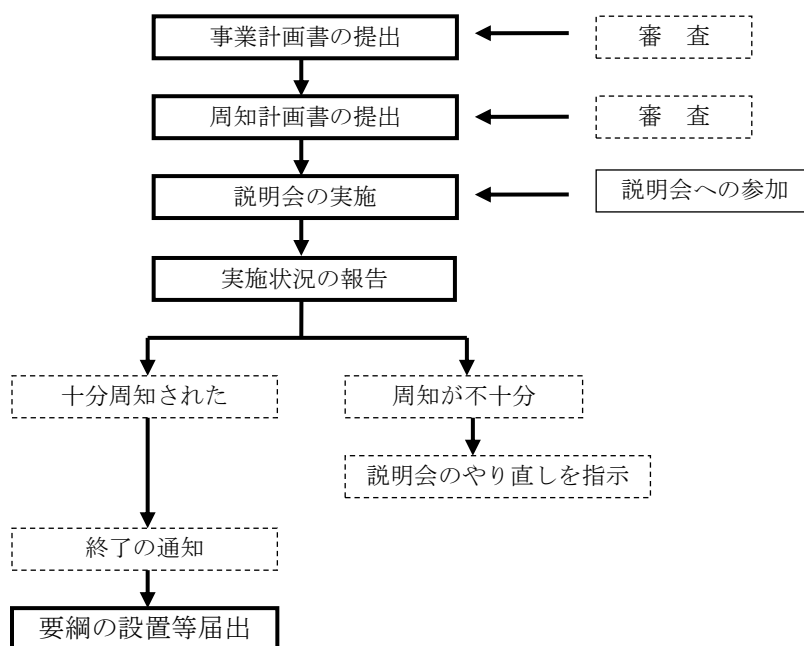 事業計画書の提出
審 査
周知計画書の提出
審 査
説明会の実施
説明会への参加
実施状況の報告
十分周知された
周知が不十分
説明会のやり直しを指示
終了の通知
要綱の設置等届出